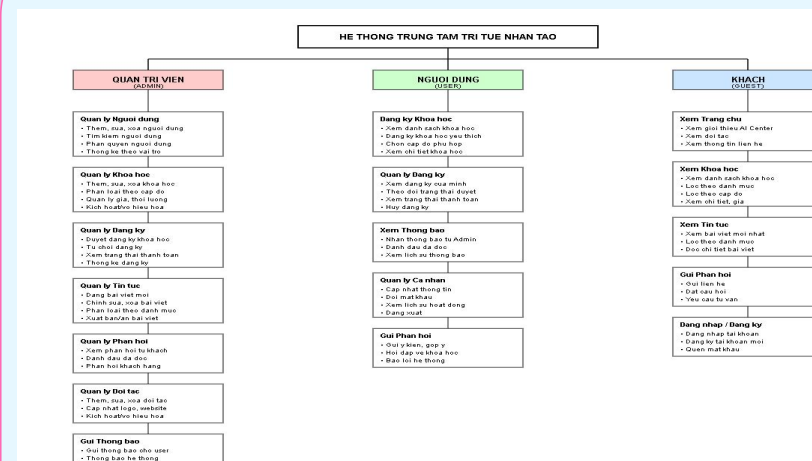 HE THONG TRUNG TAM TRI TUE NHAN TAO
QUAN TRI VIEN
(ADMIN)
Quan ly Nguoi dung
• Them, sua, xoa nguoi dung
• Tim kiem nguoi dung
• Phan quyen nguoi dung
• Thong ke theo vai tro
Quan ly Khoa hoc
• Them, sua, xoa khoa hoc
• Phan loai theo cap do
• Quan ly gia, thoi luong
• Kich hoat/vo hieu hoa
Quan ly Dang ky
• Duyet dang ky khoa hoc
• Tu choi dang ky
• Xem trang thai thanh toan
• Thong ke dang ky
Quan ly Tin tuc
• Dang bai viet moi
• Chinh sua, xoa bai viet
• Phan loai theo danh muc
• Xuat ban/an bai viet
Quan ly Phan hoi
• Xem phan hoi tu khach
• Danh dau da doc
• Phan hoi khach hang
Quan ly Doi tac
• Them, sua, xoa doi tac
• Cap nhat logo, website
• Kich hoat/vo hieu hoa
Gui Thong bao
• Gui thong bao cho user
• Thong bao he thong
NGUOI DUNG
(USER)
Dang ky Khoa hoc
• Xem danh sach khoa hoc
• Dang ky khoa hoc yeu thich
• Chon cap do phu hop
• Xem chi tiet khoa hoc
Quan ly Dang ky
• Xem dang ky cua minh
• Theo doi trang thai duyet
• Xem trang thai thanh toan
• Huy dang ky
Xem Thong bao
• Nhan thong bao tu Admin
• Danh dau da doc
• Xem lich su thong bao
Quan ly Ca nhan
• Cap nhat thong tin
• Doi mat khau
• Xem lich su hoat dong
• Dang xuat
Gui Phan hoi
• Gui y kien, gop y
• Hoi dap ve khoa hoc
• Bao loi he thong
KHACH
(GUEST)
Xem Trang chu
• Xem gioi thieu AI Center
• Xem doi tac
• Xem thong tin lien he
Xem Khoa hoc
• Xem danh sach khoa hoc
• Loc theo danh muc
• Loc theo cap do
• Xem chi tiet, gia
Xem Tin tuc
• Xem bai viet moi nhat
• Loc theo danh muc
• Doc chi tiet bai viet
Gui Phan hoi
• Gui lien he
• Dat cau hoi
• Yeu cau tu van
Dang nhap / Dang ky
• Dang nhap tai khoan
• Dang ky tai khoan moi
• Quen mat khau